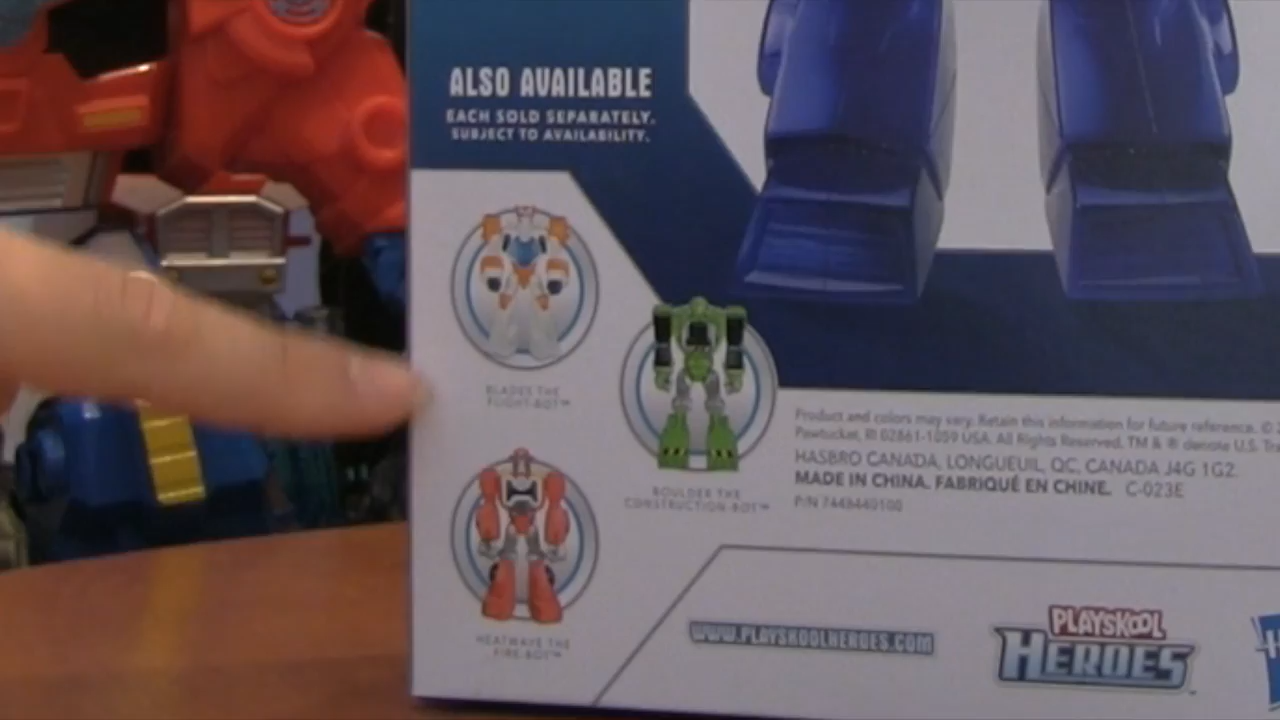 ALSO AVAILABLE
EACH SOLD SEPARATELY.
SUBJECT TO AVAILABILITY.
BLADES THE
FLIGHT-BOT™
BOULDER THE
CONSTRUCTION-BOT™
HEATWAVE THE
FIRE-BOT™
Product and colors may vary. Retain this information for future reference. ©
Pawtucket, RI 02861-1059 USA. All Rights Reserved. TM & ® denote U.S.
HASBRO CANADA, LONGUEUIL, QC, CANADA J4G 1G2.
MADE IN CHINA. FABRIQUÉ EN CHINE. C-023E
P/N 7448440100
WWW.PLAYSKOOLHEROES.COM
PLAYSKOOL
HEROES